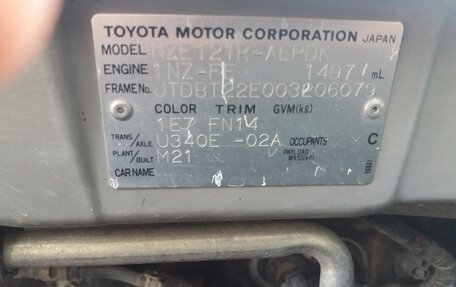 TOYOTA MOTOR CORPORATION JAPAN
MODEL NZE121R-AEPDK
ENGINE 1NZ-FE 1497 mL
FRAME No. JTDBT22E003206079
COLOR TRIM GVM(kg)
1E7 FN14
TRANS./AXLE U340E -02A OCCUPANTS C
PLANT/BUILT M21 PAYLOAD MASS(kg)
CAR NAME